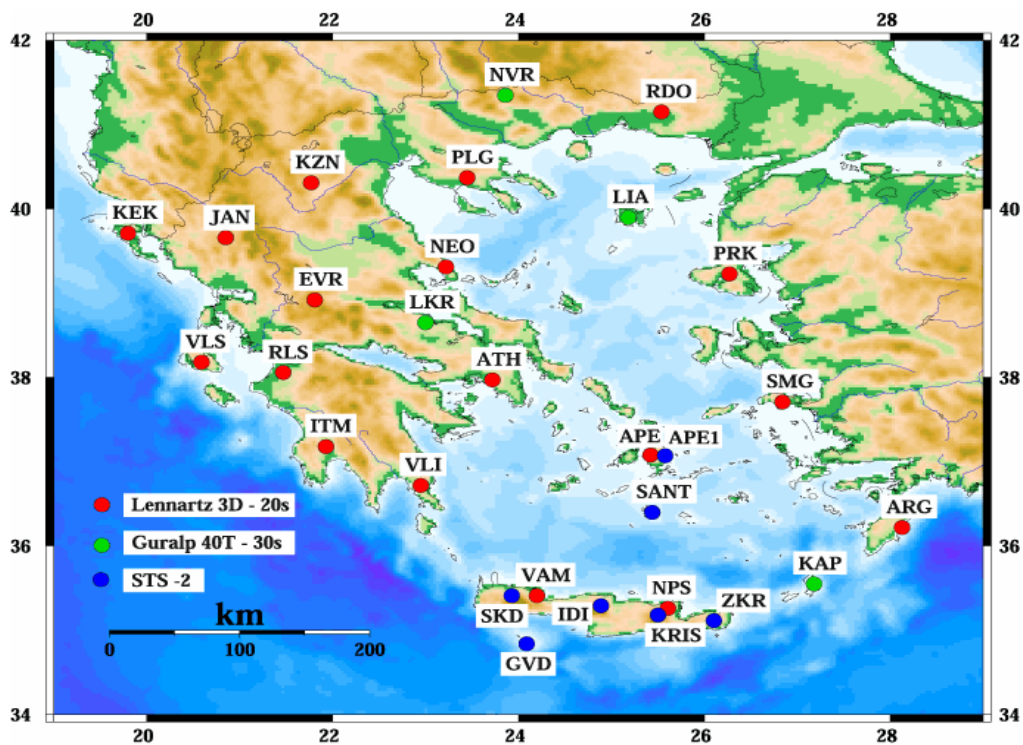 20 22 24 26 28
42 42
NVR
RDO
KZN
PLG
LIA
40 40
KEK
JAN
NEO
PRK
EVR
LKR
VLS
RLS
ATH
38 38
SMG
ITM
APE
APE1
VLI
SANT
Lennartz 3D - 20s
ARG
Guralp 40T - 30s
36 36
KAP
STS -2
VAM
NPS
ZKR
km
SKD
IDI
KRIS
0 100 200
GVD
34 34
20 22 24 26 28